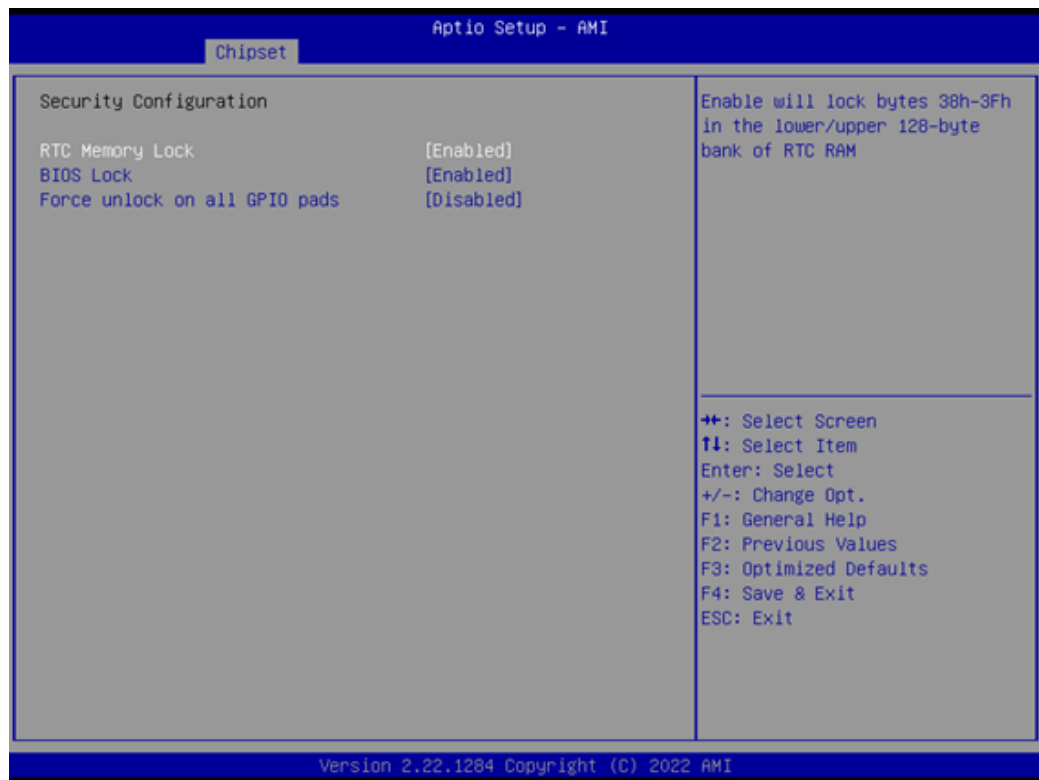 Aptio Setup – AMI
Chipset
Security Configuration
RTC Memory Lock [Enabled]
BIOS Lock [Enabled]
Force unlock on all GPIO pads [Disabled]
Enable will lock bytes 38h-3Fh
in the lower/upper 128-byte
bank of RTC RAM
→←: Select Screen
↑↓: Select Item
Enter: Select
+/-: Change Opt.
F1: General Help
F2: Previous Values
F3: Optimized Defaults
F4: Save & Exit
ESC: Exit
Version 2.22.1284 Copyright (C) 2022 AMI